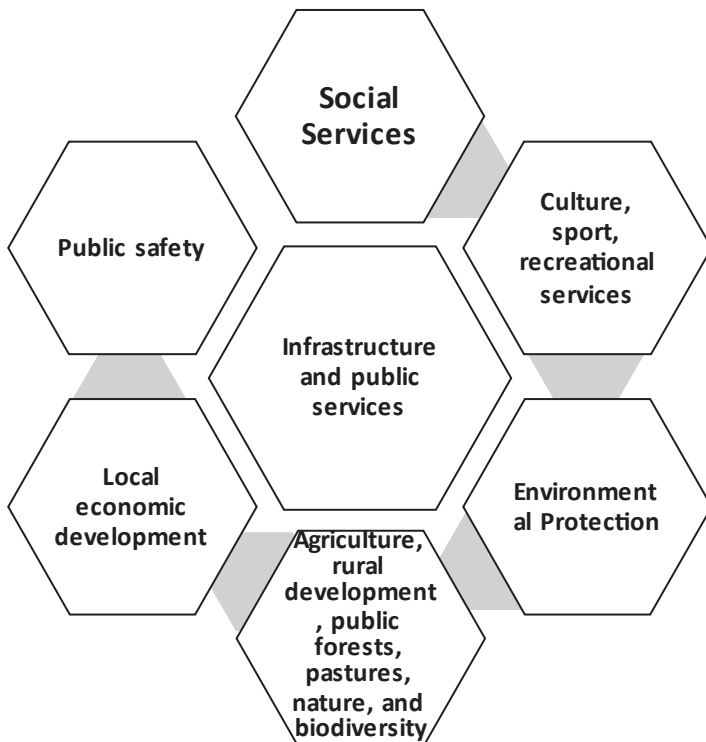 Social
Services
Public safety
Culture,
sport,
recreational
services
Infrastructure
and public
services
Local
economic
development
Environment
al Protection
Agriculture,
rural
development
, public
forests,
pastures,
nature, and
biodiversity